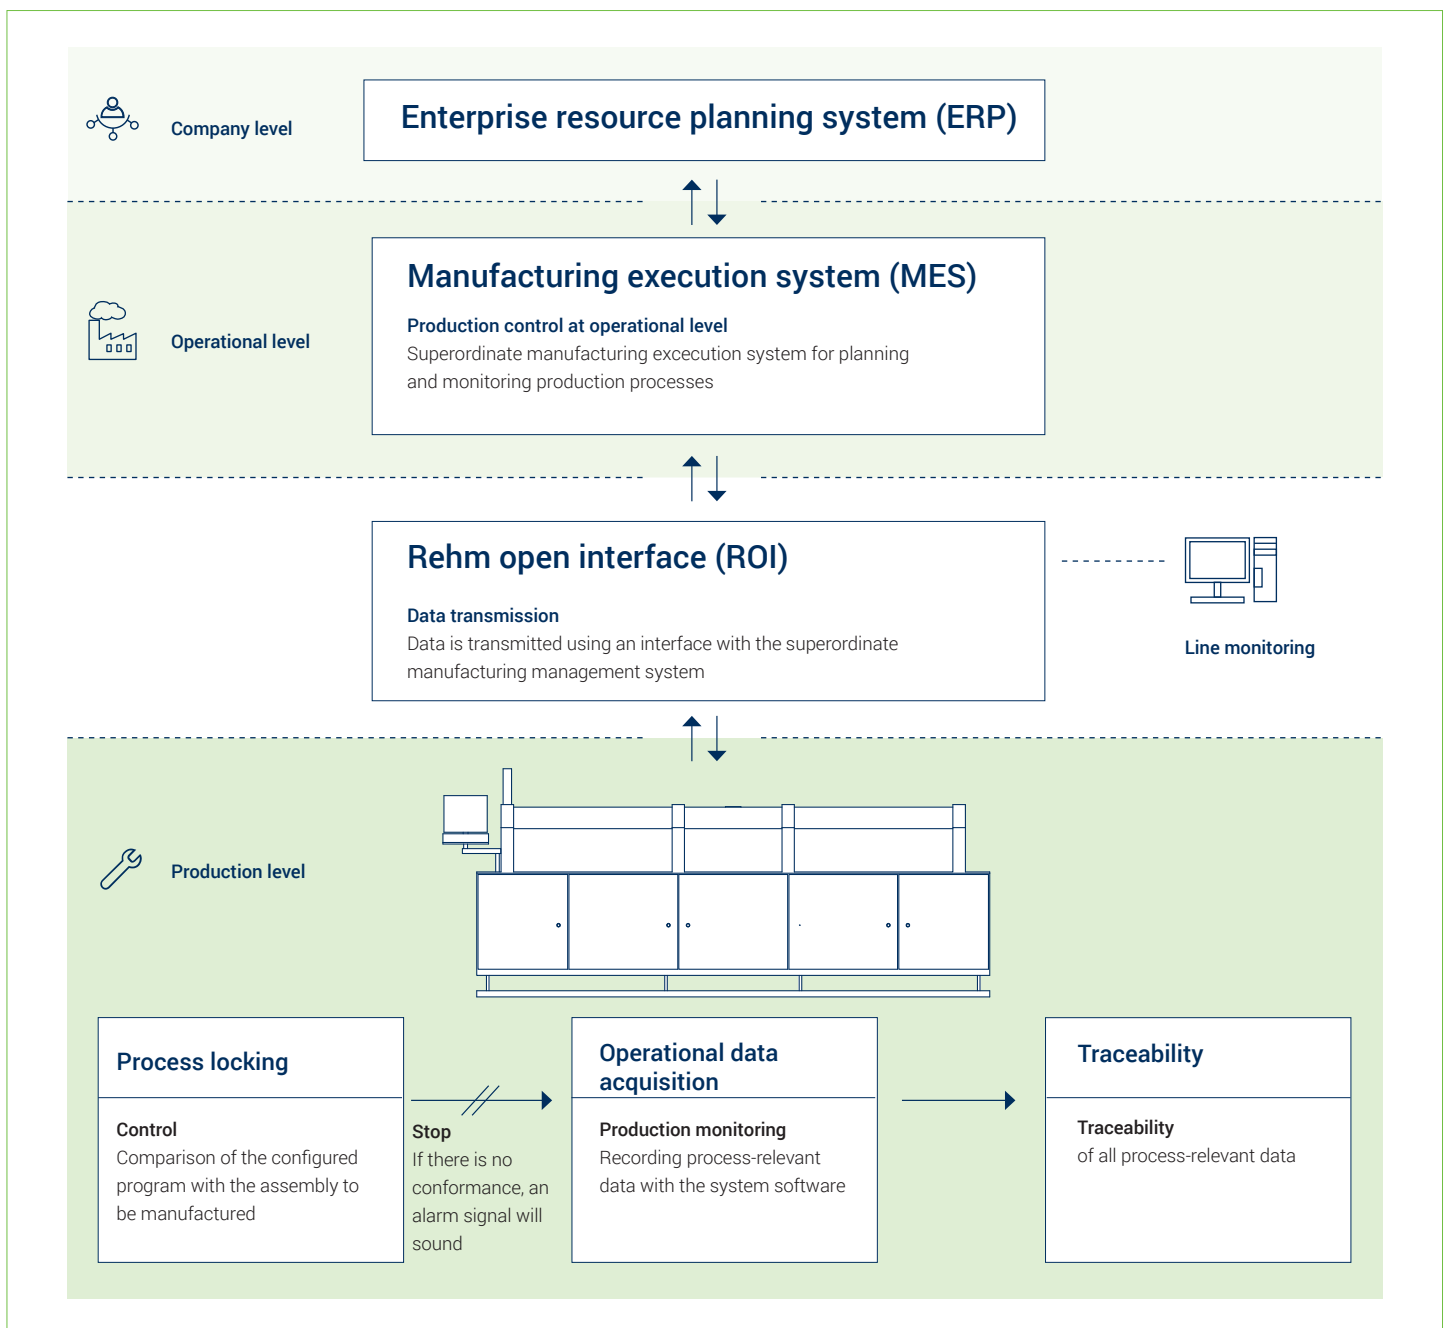 Company level
Enterprise resource planning system (ERP)
Operational level
Manufacturing execution system (MES)
Production control at operational level
Superordinate manufacturing excecution system for planning
and monitoring production processes
Rehm open interface (ROI)
Data transmission
Data is transmitted using an interface with the superordinate
manufacturing management system
Line monitoring
Production level
Process locking
Control
Comparison of the configured
program with the assembly to
be manufactured
Stop
If there is no
conformance, an
alarm signal will
sound
Operational data
acquisition
Production monitoring
Recording process-relevant
data with the system software
Traceability
Traceability
of all process-relevant data